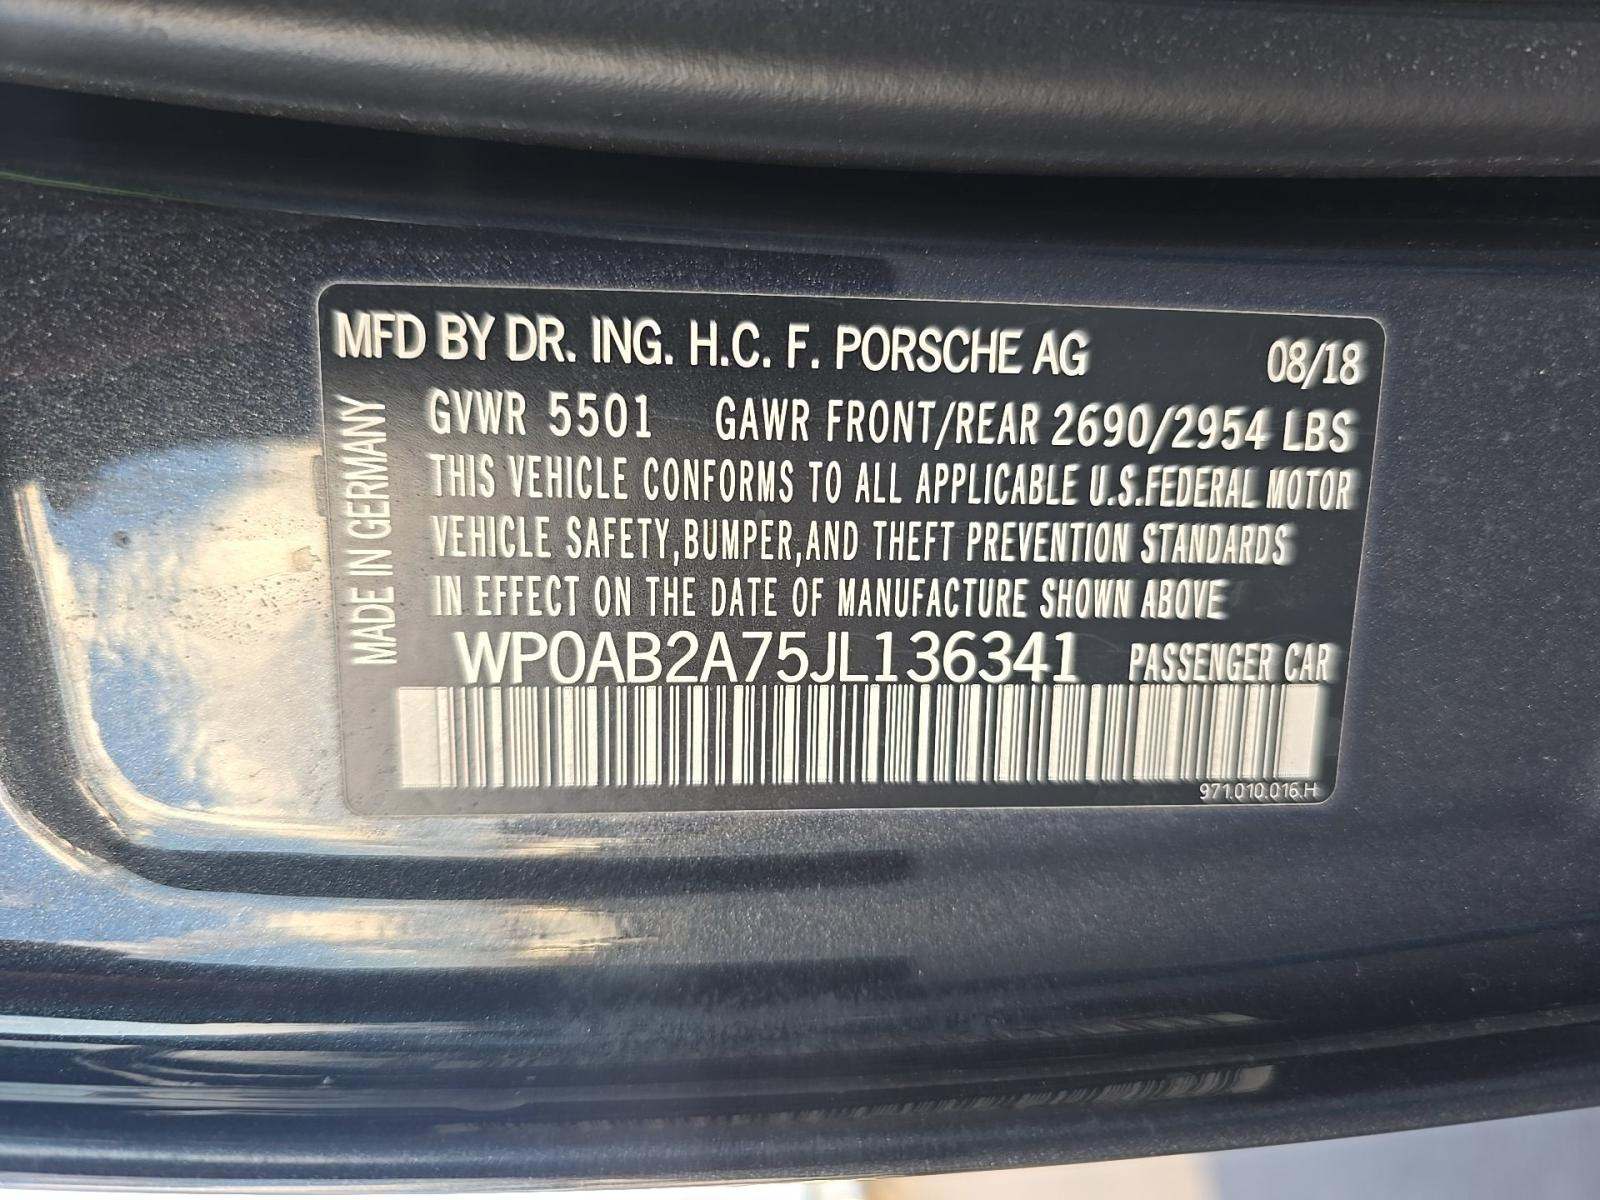 MFD BY DR. ING. H.C. F. PORSCHE AG 08/18
GVWR 5501 GAWR FRONT/REAR 2690/2954 LBS
THIS VEHICLE CONFORMS TO ALL APPLICABLE U.S.FEDERAL MOTOR
VEHICLE SAFETY,BUMPER,AND THEFT PREVENTION STANDARDS
IN EFFECT ON THE DATE OF MANUFACTURE SHOWN ABOVE
WP0AB2A75JL136341 PASSENGER CAR
971.010.016.H
MADE IN GERMANY